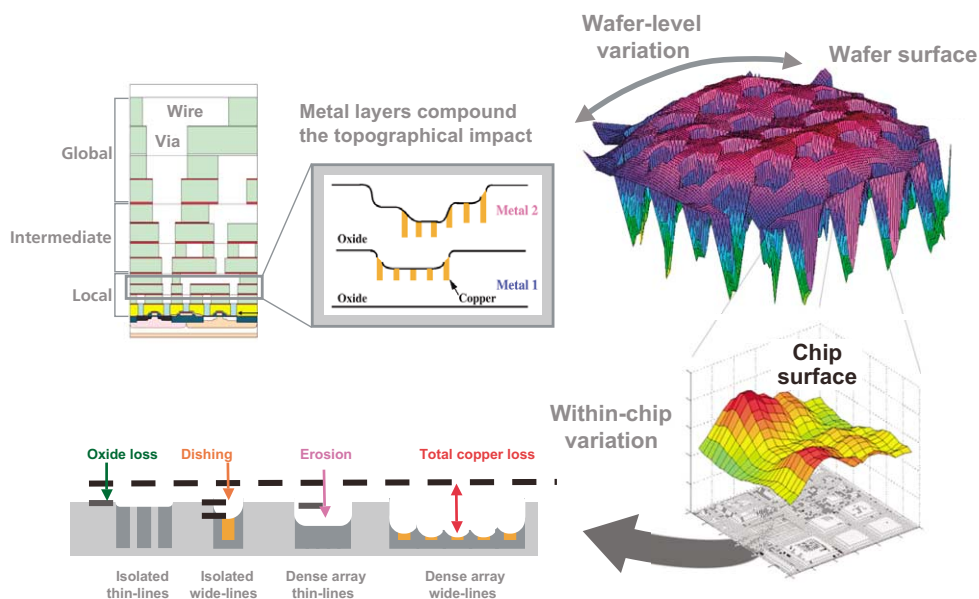 Wafer-level
variation
Wafer surface
Metal layers compound
the topographical impact
Wire
Via
Global
Intermediate
Local
Metal 2
Oxide
Metal 1
Oxide
Copper
Chip
surface
Within-chip
variation
Oxide loss
Dishing
Erosion
Total copper loss
Isolated
thin-lines
Isolated
wide-lines
Dense array
thin-lines
Dense array
wide-lines